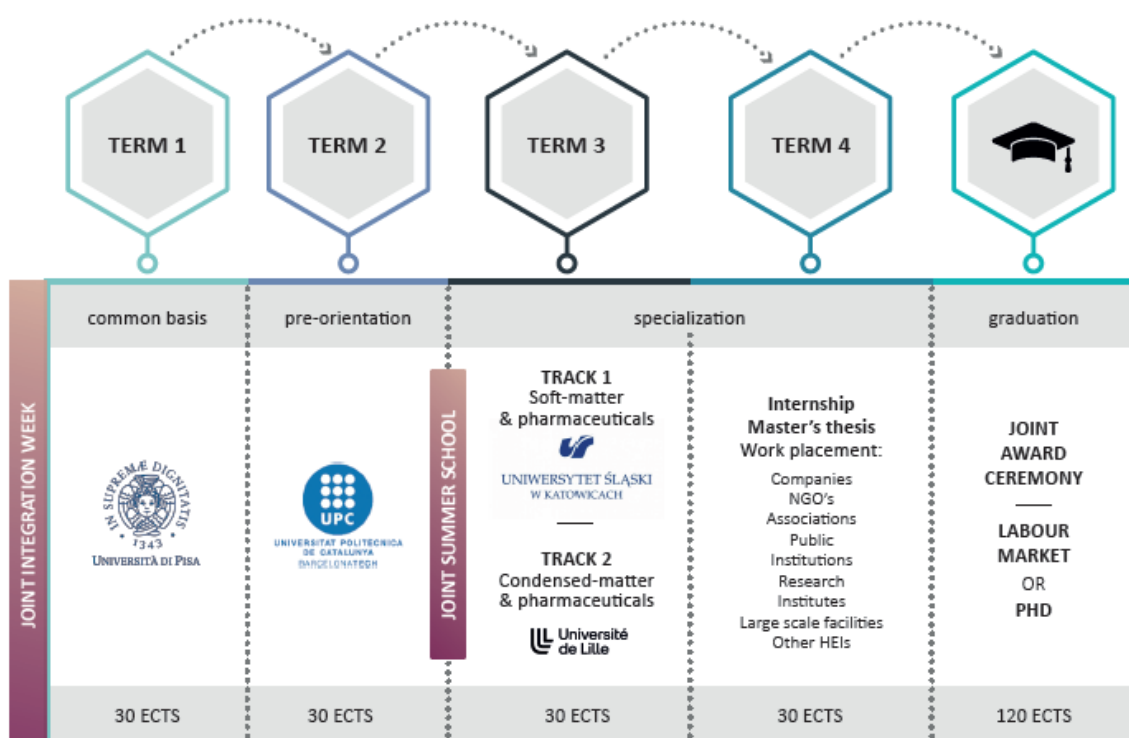 TERM 1
TERM 2
TERM 3
TERM 4
JOINT INTEGRATION WEEK
common basis
pre-orientation
specialization
graduation
IN SUPREMÆ DIGNITATIS
· 1343 ·
UNIVERSITÀ DI PISA
UPC
UNIVERSITAT POLITÈCNICA
DE CATALUNYA
BARCELONATECH
JOINT SUMMER SCHOOL
TRACK 1
Soft-matter
& pharmaceuticals
UNIWERSYTET ŚLĄSKI
W KATOWICACH
TRACK 2
Condensed-matter
& pharmaceuticals
Université
de Lille
Internship
Master's thesis
Work placement:
Companies
NGO's
Associations
Public
Institutions
Research
Institutes
Large scale facilities
Other HEIs
JOINT
AWARD
CEREMONY
LABOUR
MARKET
OR
PHD
30 ECTS
30 ECTS
30 ECTS
30 ECTS
120 ECTS